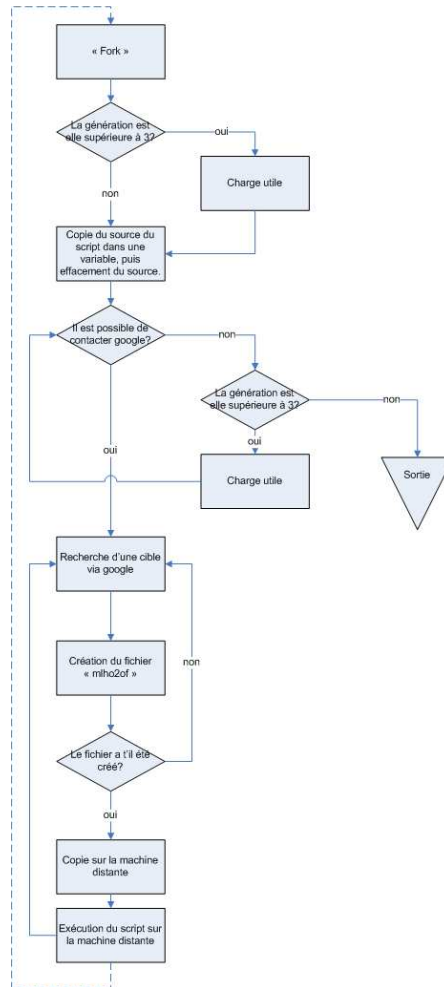 « Fork »
La génération est
elle supérieure à 3?
oui
Charge utile
non
Copie du source du
script dans une
variable, puis
effacement du source.
Il est possible de
contacter google?
non
La génération est
elle supérieure à 3?
non
oui
oui
Charge utile
Sortie
Recherche d'une cible
via google
non
Création du fichier
« mlho2of »
Le fichier a t'il été
créé?
oui
Copie sur la machine
distante
Exécution du script sur
la machine distante